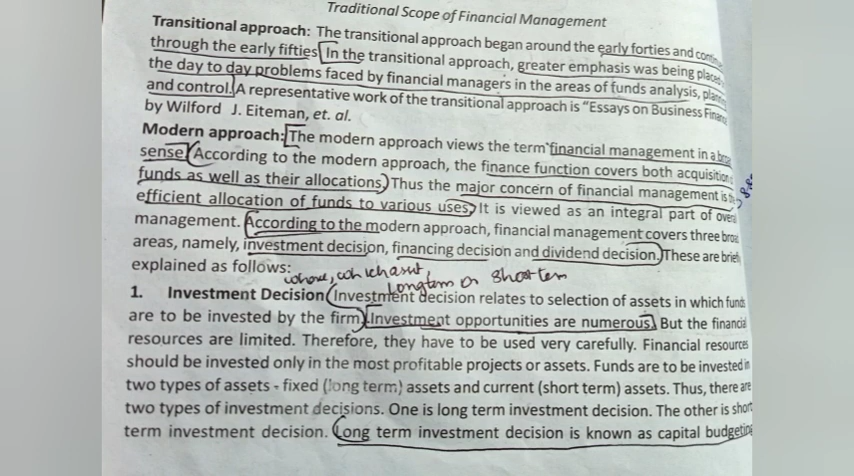 Traditional Scope of Financial Management
Transitional approach: The transitional approach began around the early forties and
through the early fifties. In the transitional approach, greater emphasis was being
the day to day problems faced by financial managers in the areas of funds analysis,
and control. A representative work of the transitional approach is "Essays on Business
by Wilford J. Eiteman, et. al.
Modern approach: The modern approach views the term financial management in a
sense. According to the modern approach, the finance function covers both acquisition
funds as well as their allocations. Thus the major concern of financial management is
efficient allocation of funds to various uses. It is viewed as an integral part of
management. According to the modern approach, financial management covers three
areas, namely, investment decision, financing decision and dividend decision. These are
explained as follows:
where, which asset
longterm or short term
1. Investment Decision Investment decision relates to selection of assets in which
are to be invested by the firm. Investment opportunities are numerous. But the
resources are limited. Therefore, they have to be used very carefully. Financial resources
should be invested only in the most profitable projects or assets. Funds are to be invested in
two types of assets - fixed (long term) assets and current (short term) assets. Thus, there are
two types of investment decisions. One is long term investment decision. The other is short
term investment decision. Long term investment decision is known as capital budgeting